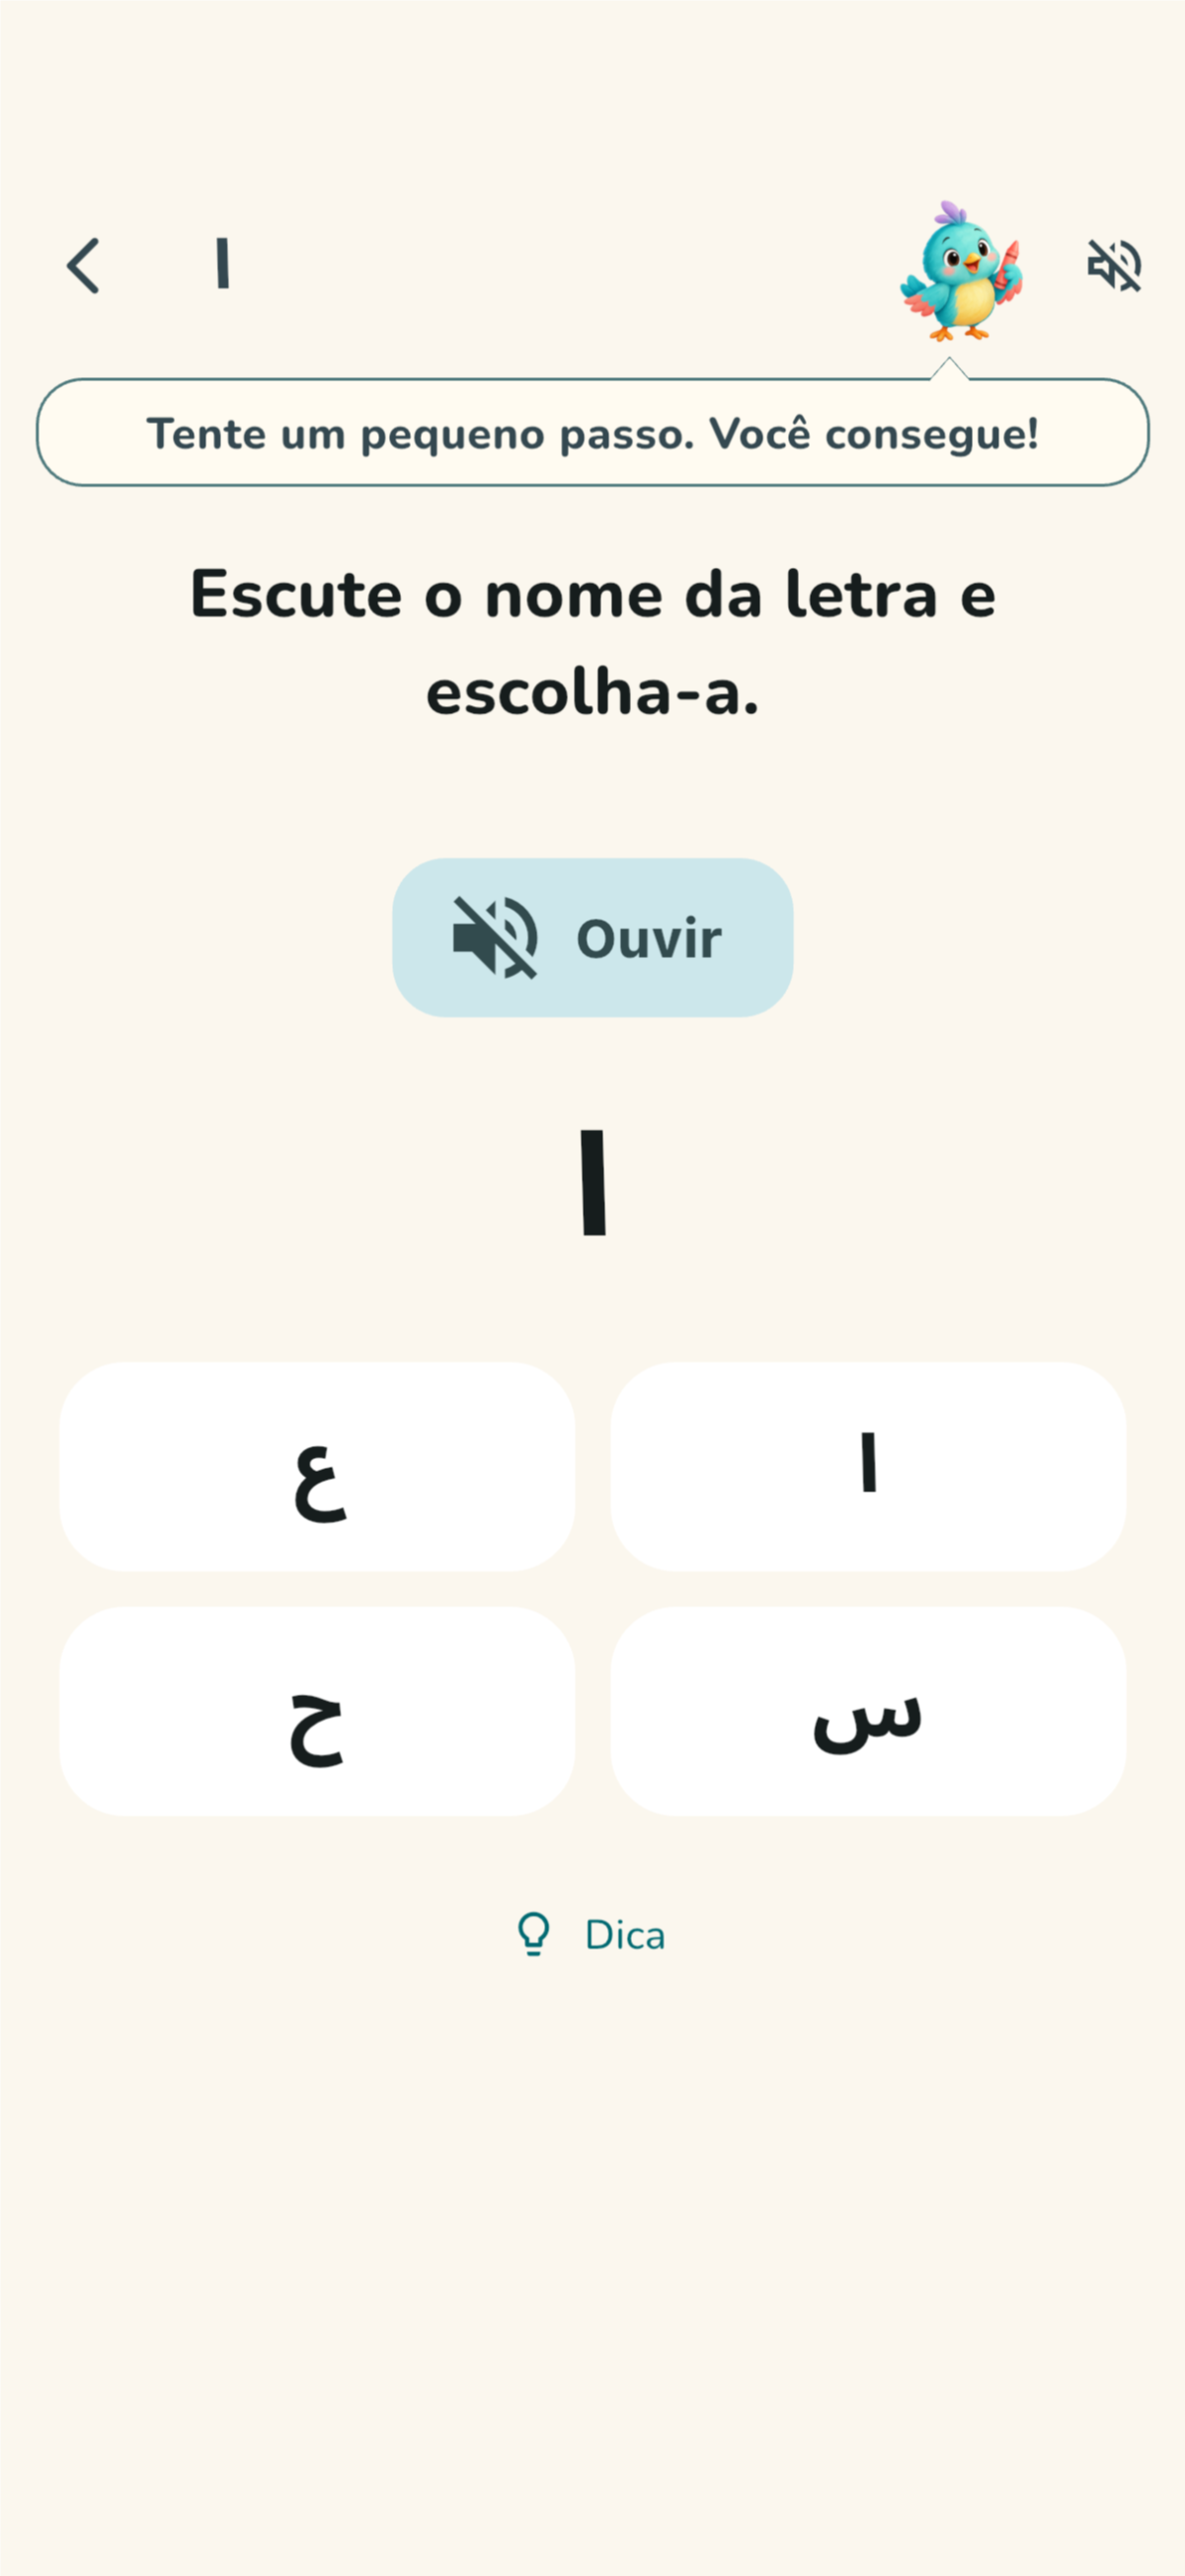 ا
Tente um pequeno passo. Você consegue!
Escute o nome da letra e
escolha-a.
Ouvir
ا
ع
ا
ح
س
Dica